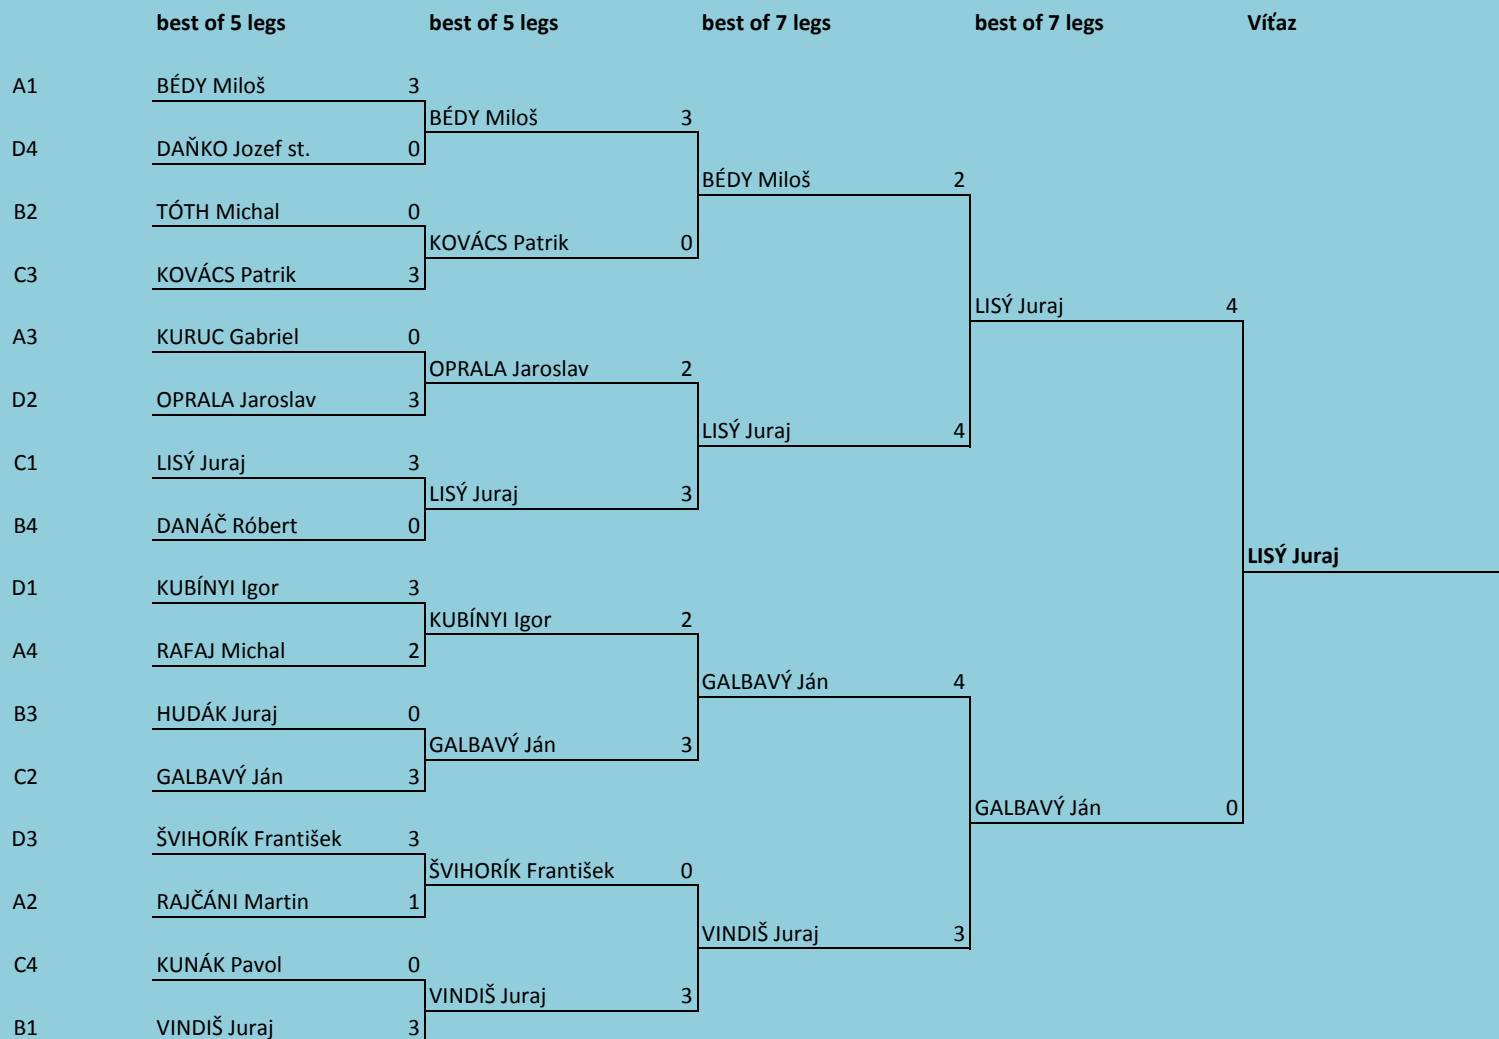 best of 5 legs best of 5 legs best of 7 legs best of 7 legs Víťaz
A1 BÉDY Miloš 3
BÉDY Miloš 3
D4 DAŇKO Jozef st. 0
BÉDY Miloš 2
B2 TÓTH Michal 0
KOVÁCS Patrik 0
C3 KOVÁCS Patrik 3
LISÝ Juraj 4
A3 KURUC Gabriel 0
OPRALA Jaroslav 2
D2 OPRALA Jaroslav 3
LISÝ Juraj 4
C1 LISÝ Juraj 3
LISÝ Juraj 3
B4 DANÁČ Róbert 0
LISÝ Juraj
D1 KUBÍNYI Igor 3
KUBÍNYI Igor 2
A4 RAFAJ Michal 2
GALBAVÝ Ján 4
B3 HUDÁK Juraj 0
GALBAVÝ Ján 3
C2 GALBAVÝ Ján 3
GALBAVÝ Ján 0
D3 ŠVIHORÍK František 3
ŠVIHORÍK František 0
A2 RAJČÁNI Martin 1
VINDIŠ Juraj 3
C4 KUNÁK Pavol 0
VINDIŠ Juraj 3
B1 VINDIŠ Juraj 3